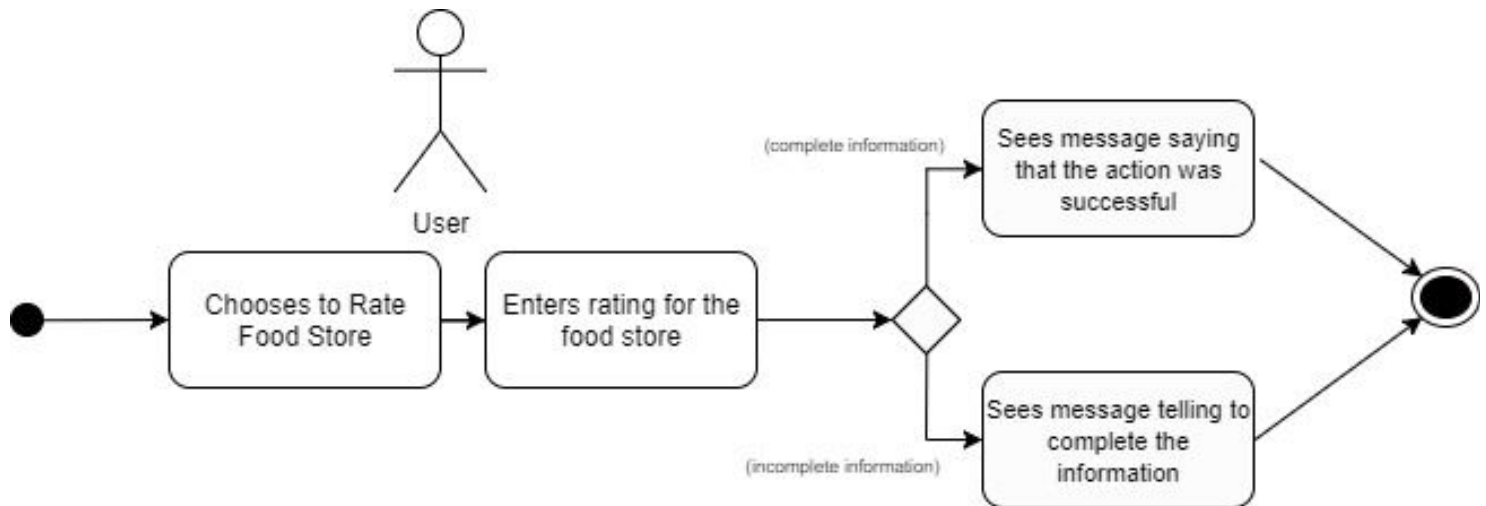 User
Chooses to Rate
Food Store
Enters rating for the
food store
(complete information)
Sees message saying
that the action was
successful
(incomplete information)
Sees message telling to
complete the
information